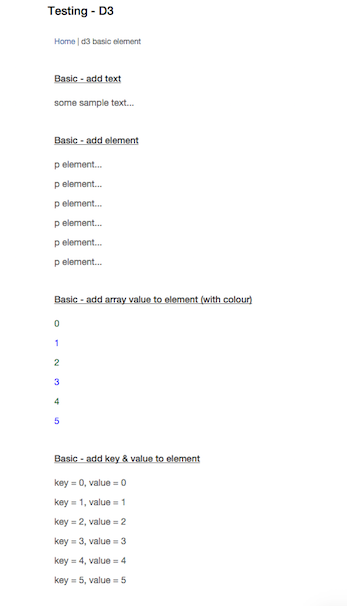 Testing - D3
Home | d3 basic element
Basic - add text
some sample text...
Basic - add element
p element...
p element...
p element...
p element...
p element...
p element...
Basic - add array value to element (with colour)
0
1
2
3
4
5
Basic - add key & value to element
key = 0, value = 0
key = 1, value = 1
key = 2, value = 2
key = 3, value = 3
key = 4, value = 4
key = 5, value = 5